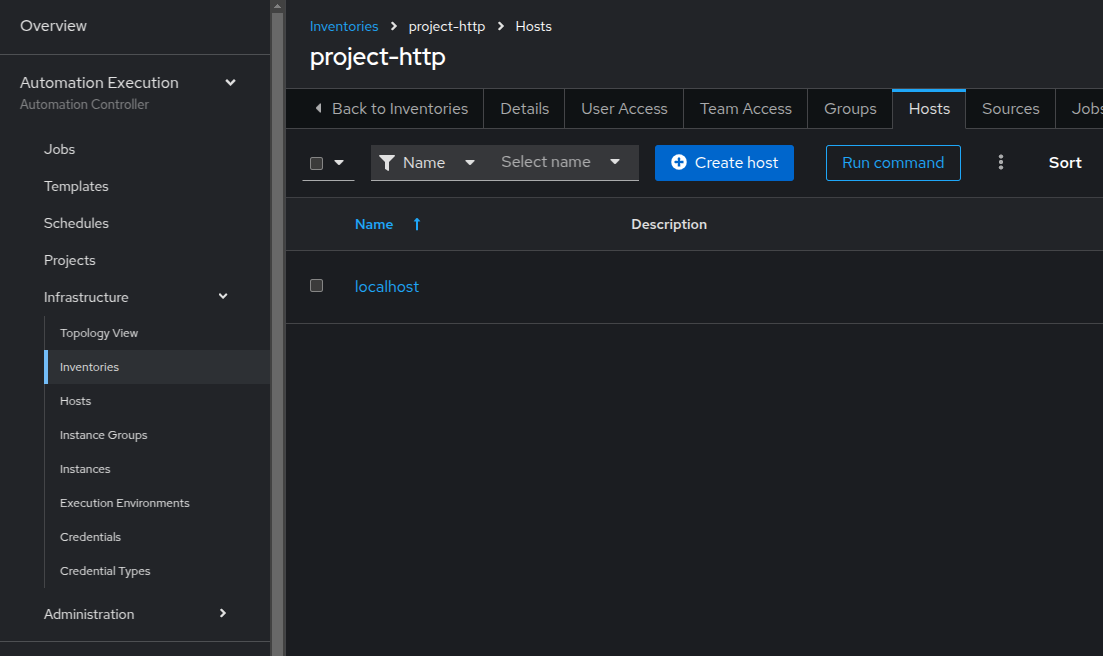 Overview
Automation Execution
Automation Controller
Jobs
Templates
Schedules
Projects
Infrastructure
Topology View
Inventories
Hosts
Instance Groups
Instances
Execution Environments
Credentials
Credential Types
Administration
Inventories > project-http > Hosts
project-http
Back to Inventories Details User Access Team Access Groups Hosts Sources Jobs
Name Select name Create host Run command Sort
Name Description
localhost